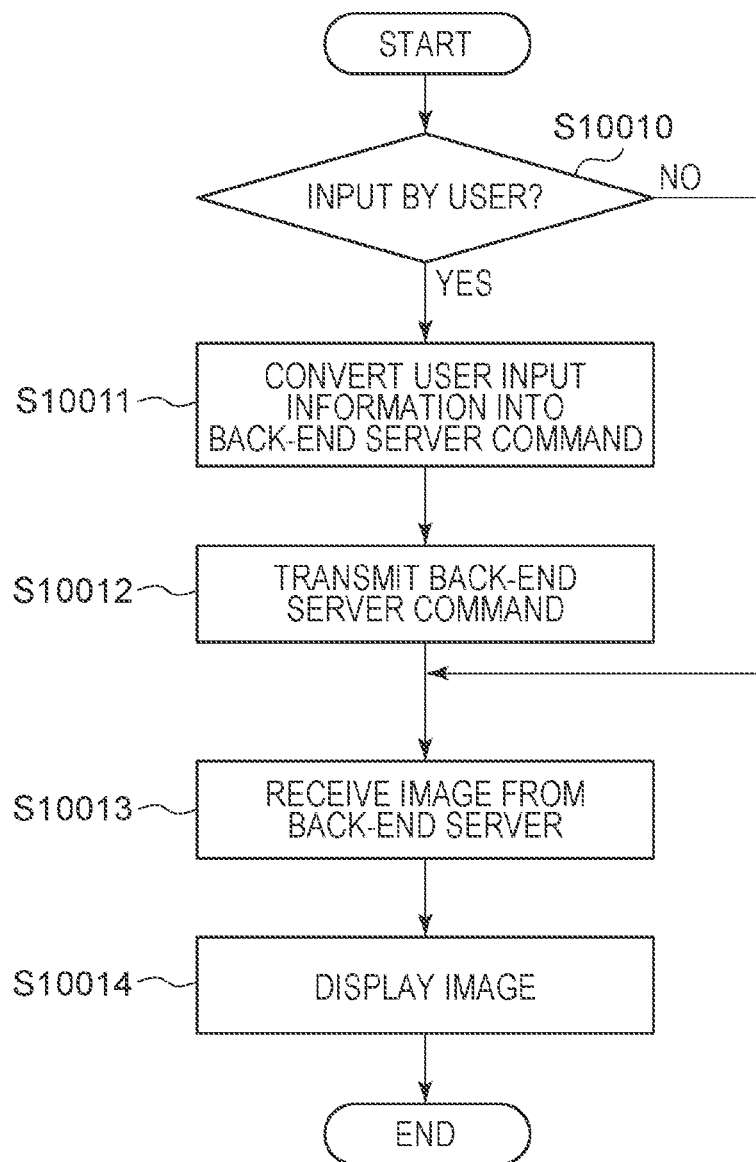 START
S10010
INPUT BY USER?
NO
YES
S10011
CONVERT USER INPUT
INFORMATION INTO
BACK-END SERVER COMMAND
S10012
TRANSMIT BACK-END
SERVER COMMAND
S10013
RECEIVE IMAGE FROM
BACK-END SERVER
S10014
DISPLAY IMAGE
END